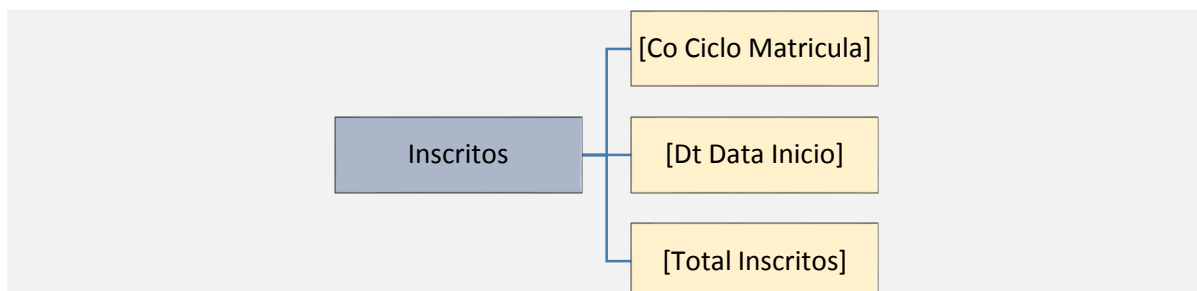 [Co Ciclo Matricula]
Inscritos
[Dt Data Inicio]
[Total Inscritos]